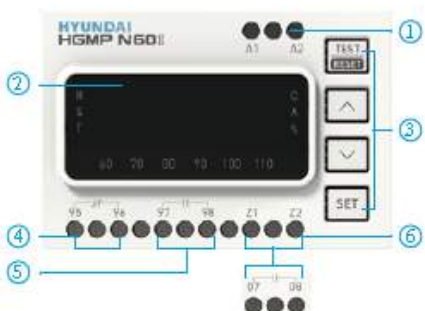 HYUNDAI
HGMP N60
①
A1 A2
TEST
RESET
②
③
60 70 80 90 100 110
SET
95 96 97 98 Z1 Z2
④
⑥
⑤
07 08